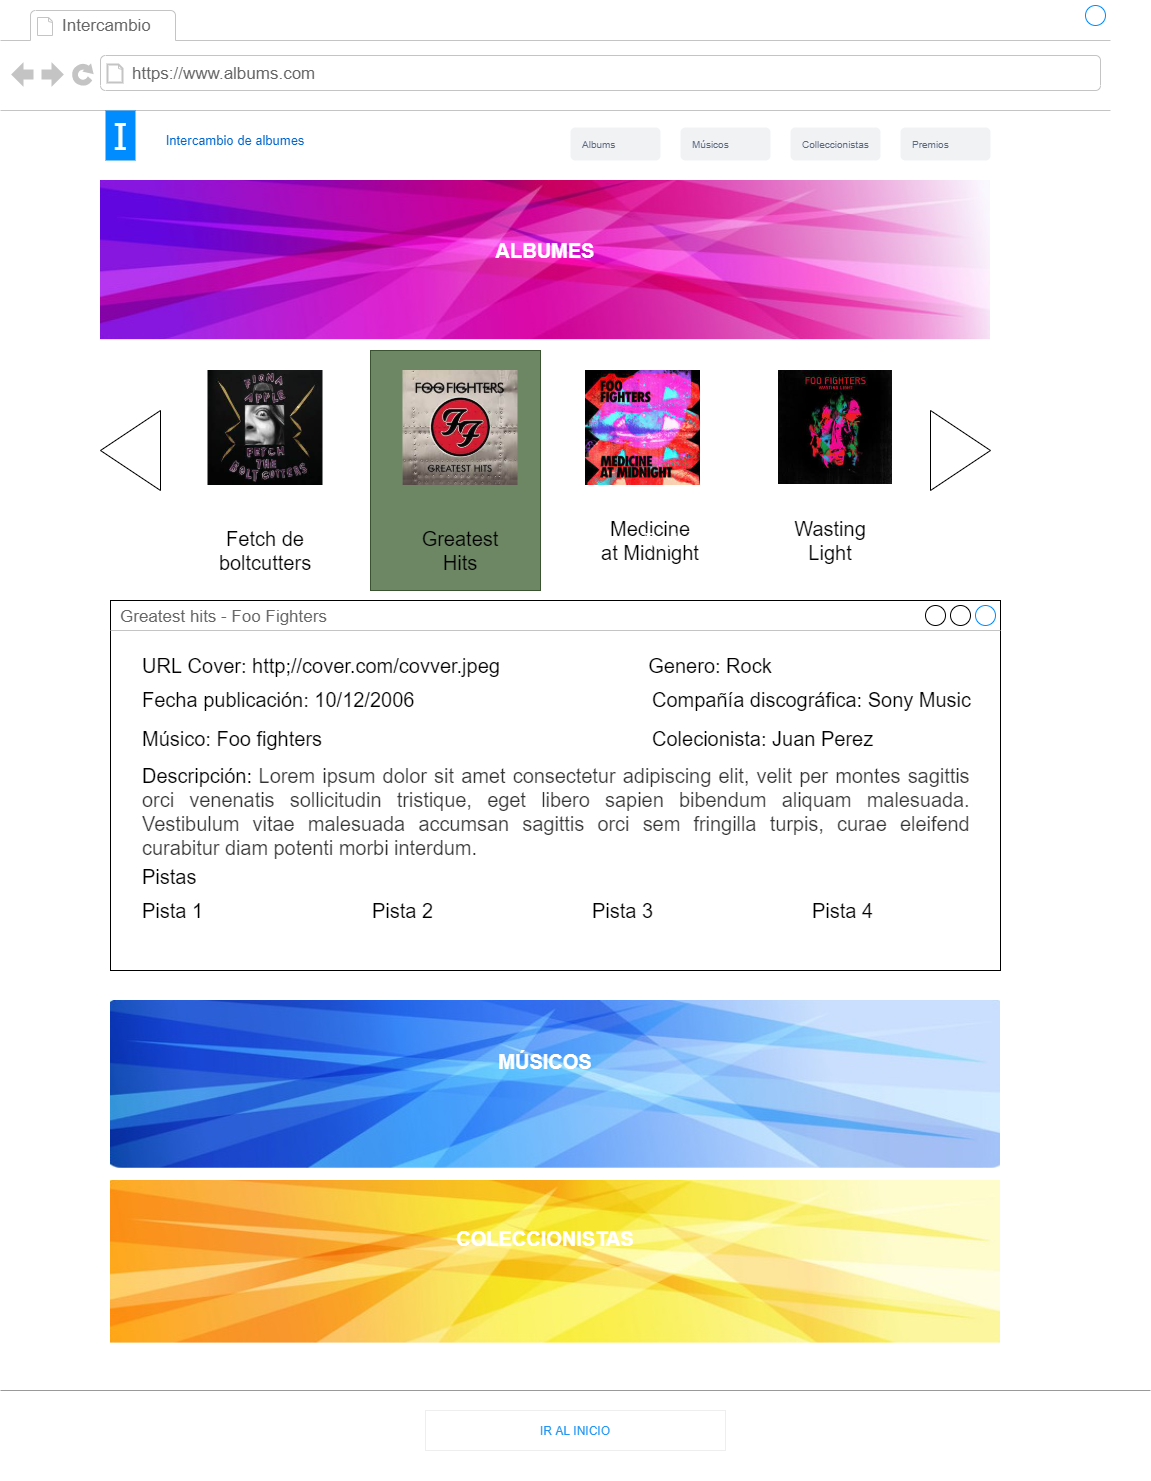 Intercambio
https://www.albums.com
I
Intercambio de albumes
Albums
Músicos
Colleccionistas
Premios
ALBUMES
FIONA
APPLE
FETCH
THE
BOLT CUTTERS
FOO FIGHTERS
FF
GREATEST HITS
FOO
FIGHTERS
MEDICINE
AT MIDNIGHT
FOO FIGHTERS
WASTING LIGHT
Fetch de
boltcutters
Greatest
Hits
Medicine
at Midnight
Wasting
Light
Greatest hits - Foo Fighters
URL Cover: http;//cover.com/covver.jpeg
Genero: Rock
Fecha publicación: 10/12/2006
Compañía discográfica: Sony Music
Músico: Foo fighters
Colecionista: Juan Perez
Descripción: Lorem ipsum dolor sit amet consectetur adipiscing elit, velit per montes sagittis
orci venenatis sollicitudin tristique, eget libero sapien bibendum aliquam malesuada.
Vestibulum vitae malesuada accumsan sagittis orci sem fringilla turpis, curae eleifend
curabitur diam potenti morbi interdum.
Pistas
Pista 1
Pista 2
Pista 3
Pista 4
MÚSICOS
COLECCIONISTAS
IR AL INICIO